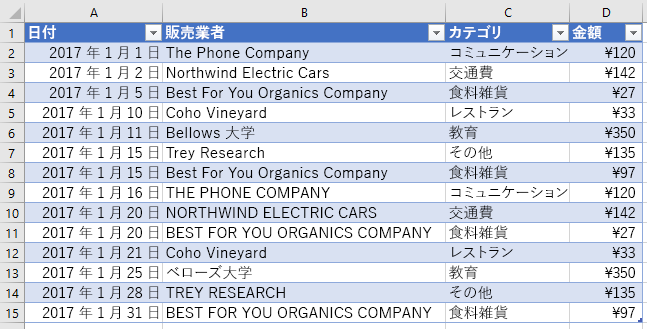 A B C D
1 日付 販売業者 カテゴリ 金額
2 2017 年 1 月 1 日 The Phone Company コミュニケーション ¥120
3 2017 年 1 月 2 日 Northwind Electric Cars 交通費 ¥142
4 2017 年 1 月 5 日 Best For You Organics Company 食料雑貨 ¥27
5 2017 年 1 月 10 日 Coho Vineyard レストラン ¥33
6 2017 年 1 月 11 日 Bellows 大学 教育 ¥350
7 2017 年 1 月 15 日 Trey Research その他 ¥135
8 2017 年 1 月 15 日 Best For You Organics Company 食料雑貨 ¥97
9 2017 年 1 月 16 日 THE PHONE COMPANY コミュニケーション ¥120
10 2017 年 1 月 20 日 NORTHWIND ELECTRIC CARS 交通費 ¥142
11 2017 年 1 月 20 日 BEST FOR YOU ORGANICS COMPANY 食料雑貨 ¥27
12 2017 年 1 月 21 日 Coho Vineyard レストラン ¥33
13 2017 年 1 月 25 日 ベローズ大学 教育 ¥350
14 2017 年 1 月 28 日 TREY RESEARCH その他 ¥135
15 2017 年 1 月 31 日 BEST FOR YOU ORGANICS COMPANY 食料雑貨 ¥97